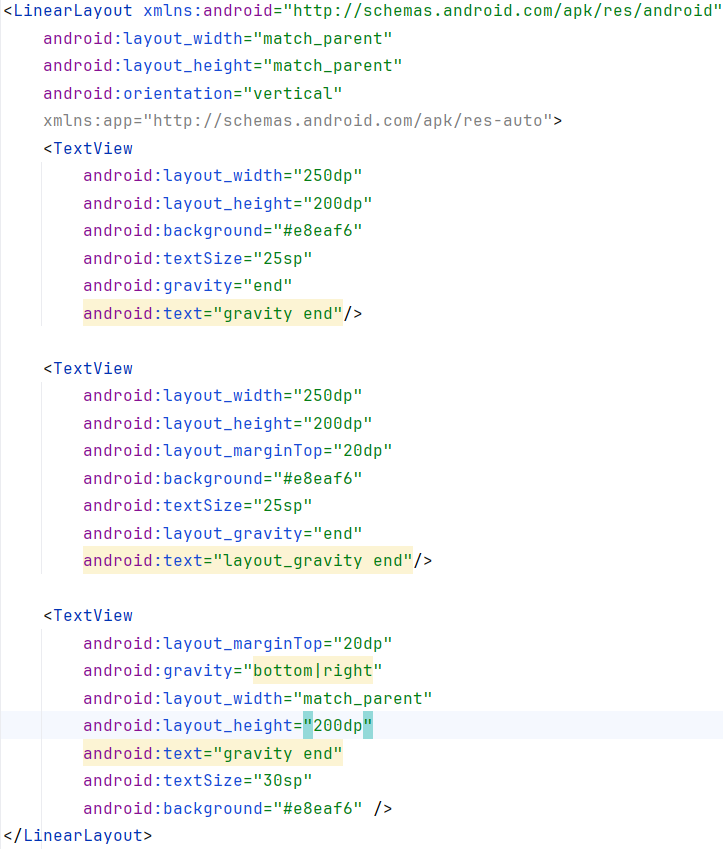 <LinearLayout xmlns:android="http://schemas.android.com/apk/res/android"
    android:layout_width="match_parent"
    android:layout_height="match_parent"
    android:orientation="vertical"
    xmlns:app="http://schemas.android.com/apk/res-auto">
    <TextView
        android:layout_width="250dp"
        android:layout_height="200dp"
        android:background="#e8eaf6"
        android:textSize="25sp"
        android:gravity="end"
        android:text="gravity end"/>

    <TextView
        android:layout_width="250dp"
        android:layout_height="200dp"
        android:layout_marginTop="20dp"
        android:background="#e8eaf6"
        android:textSize="25sp"
        android:layout_gravity="end"
        android:text="layout_gravity end"/>

    <TextView
        android:layout_marginTop="20dp"
        android:gravity="bottom|right"
        android:layout_width="match_parent"
        android:layout_height="200dp"
        android:text="gravity end"
        android:textSize="30sp"
        android:background="#e8eaf6" />
</LinearLayout>